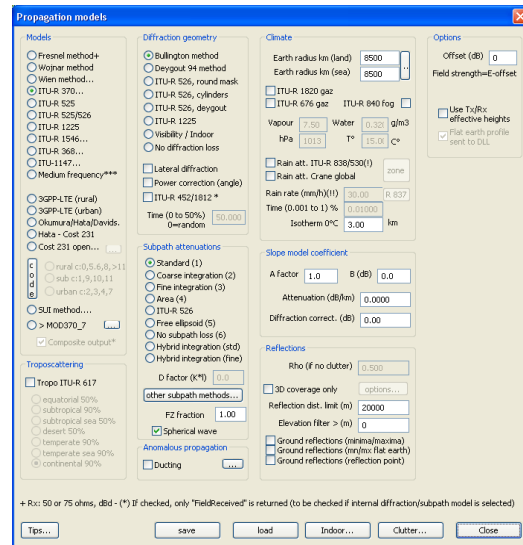 Propagation models
Models
Fresnel method+
Wojnar method
Wien method...
ITU-R 370...
ITU-R 525
ITU-R 525/526
ITU-R 1225
ITU-R 1546...
ITU-R 368...
ITU-1147...
Medium frequency***
3GPP-LTE (rural)
3GPP-LTE (urban)
Okumura/Hata/Davids.
Hata - Cost 231
Cost 231 open... ...
code
rural c:0,5,6,8,>11
sub c:1,9,10,11
urban c:2,3,4,7
SUI method....
> MOD370_7 ...
Composite output*
Troposcattering
Tropo ITU-R 617
equatorial 50%
subtropical 90%
subtropical sea 50%
desert 50%
temperate 90%
temperate sea 90%
continental 90%
Diffraction geometry
Bullington method
Deygout 94 method
ITU-R 526, round mask
ITU-R 526, cylinders
ITU-R 526, deygout
ITU-R 1225
Visibility / Indoor
No diffraction loss
Lateral diffraction
Power correction (angle)
ITU-R 452/1812 *
Time (0 to 50%) 50.000
0=random
Subpath attenuations
Standard (1)
Coarse integration (2)
Fine integration (3)
Area (4)
ITU-R 526
Free ellipsoid (5)
No subpath loss (6)
Hybrid integration (std)
Hybrid integration (fine)
D factor (K*l) 0.0
other subpath methods...
FZ fraction 1.00
Spherical wave
Anomalous propagation
Ducting ...
Climate
Earth radius km (land) 8500
Earth radius km (sea) 8500 ..
ITU-R 1820 gaz
ITU-R 676 gaz ITU-R 840 fog
Vapour 7.50 Water 0.320 g/m3
hPa 1013 T° 15.00 C°
Rain att. ITU-R 838/530(!)
Rain att. Crane global zone
Rain rate (mm/h)(!!) 30.00 R 837
Time (0.001 to 1) % 0.01000
Isotherm 0°C 3.00 km
Slope model coefficient
A factor 1.0 B (dB) 0.0
Attenuation (dB/km) 0.0000
Diffraction correct. (dB) 0.00
Reflections
Rho (if no clutter) 0.500
3D coverage only options...
Reflection dist. limit (m) 20000
Elevation filter > (m) 0
Ground reflections (minima/maxima)
Ground reflections (mn/mx flat earth)
Ground reflections (reflection point)
Options
Offset (dB) 0
Field strength=E-offset
Use Tx/Rx
effective heights
Flat earth profile
sent to DLL
+ Rx: 50 or 75 ohms, dBd - (*) If checked, only "FieldReceived" is returned (to be checked if internal diffraction/subpath model is selected)
Tips... save load Indoor... Clutter... Close